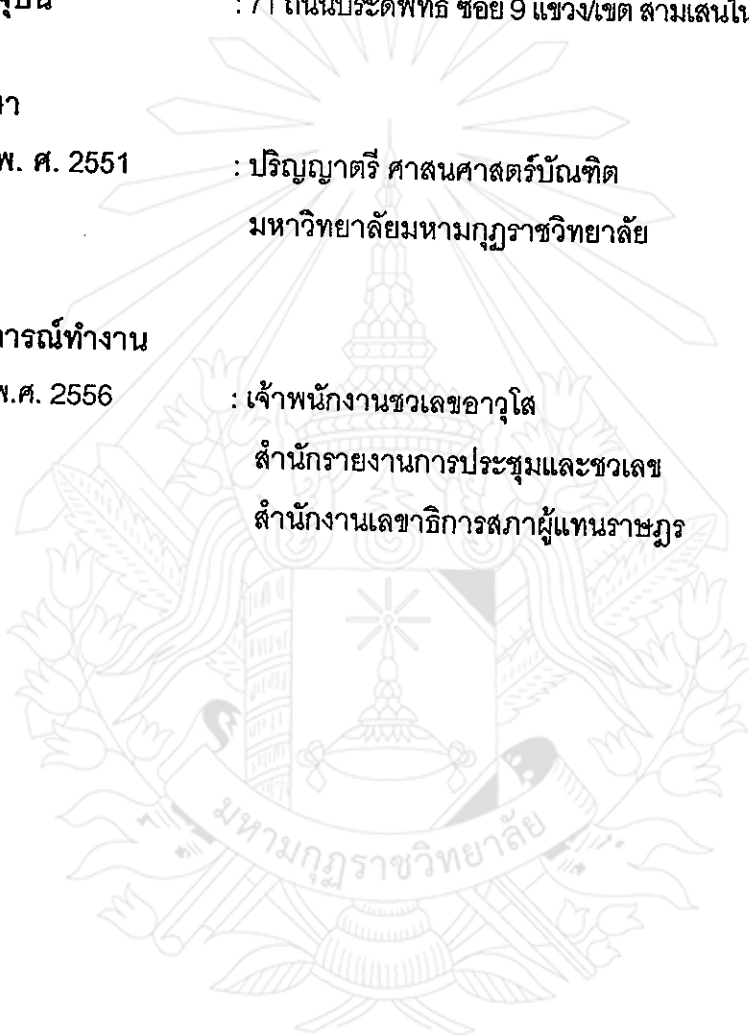 : 71 ถนนประดิพัทธ์ ซอย 9 แขวง/เขต สามเสนใน
พ. ศ. 2551 : ปริญญาตรี ศาสนศาสตร์บัณฑิต
มหาวิทยาลัยมหามกุฏราชวิทยาลัย
ารณ์ทำงาน
พ.ศ. 2556 : เจ้าพนักงานชวเลขอาวุโส
สำนักรายงานการประชุมและชวเลข
สำนักงานเลขาธิการสภาผู้แทนราษฎร
มหามกุฏราชวิทยาลัย